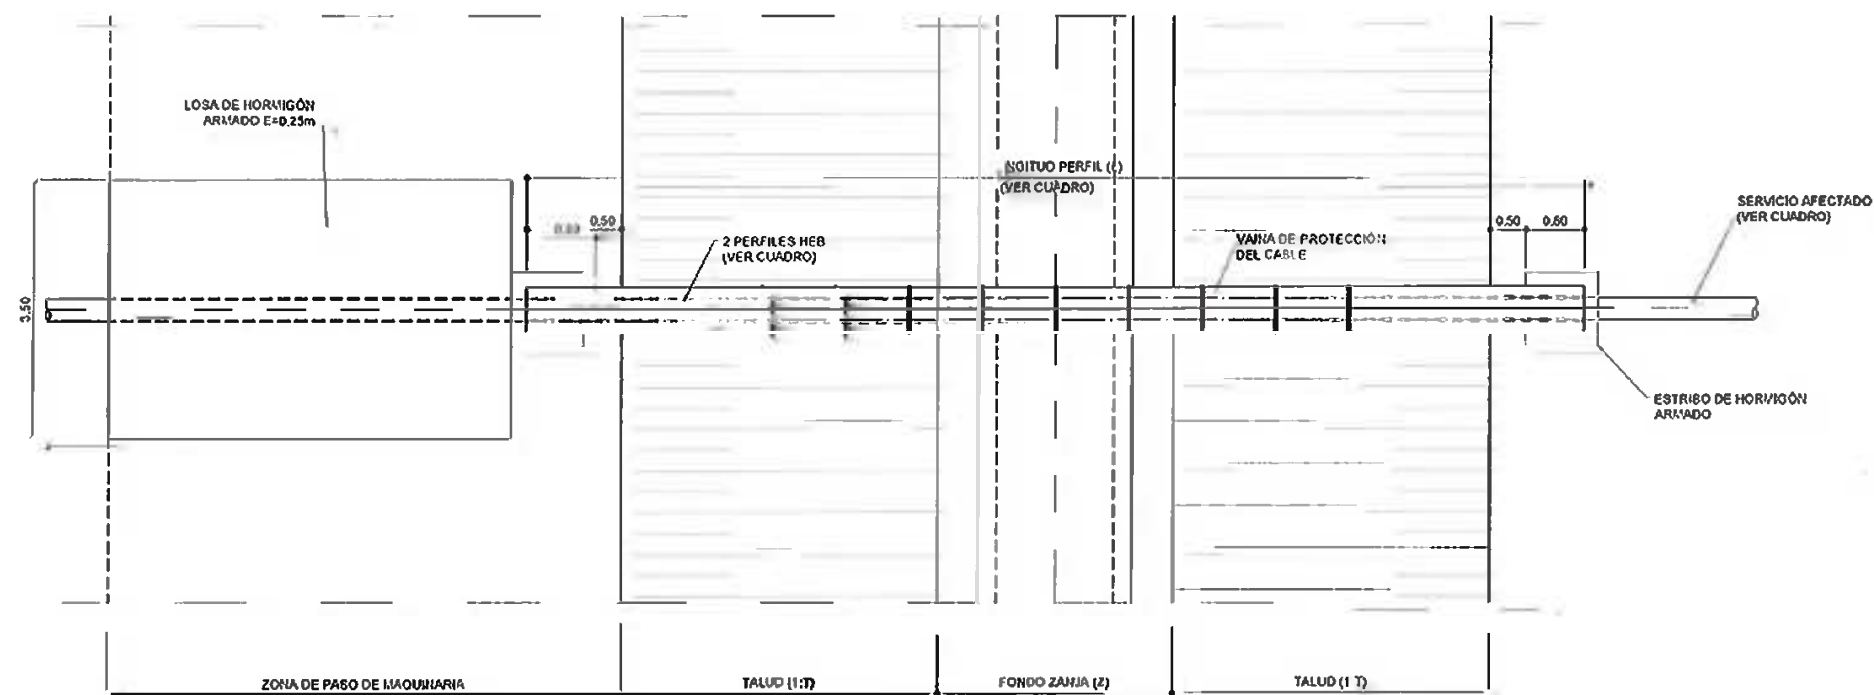 LOSA DE HORMIGÓN
ARMADO E=0.25m
PERFIL
(VER CUADRO)
SERVICIO AFECTADO
(VER CUADRO)
0.50
0.50
0.60
2 PERFILES HEB
(VER CUADRO)
VAINA DE PROTECCIÓN
DEL CABLE
3.50
ESTRIBO DE HORMIGÓN
ARMADO
ZONA DE PASO DE MAQUINARIA
TALUD (1:T)
FONDO ZANJA (Z)
TALUD (1 T)